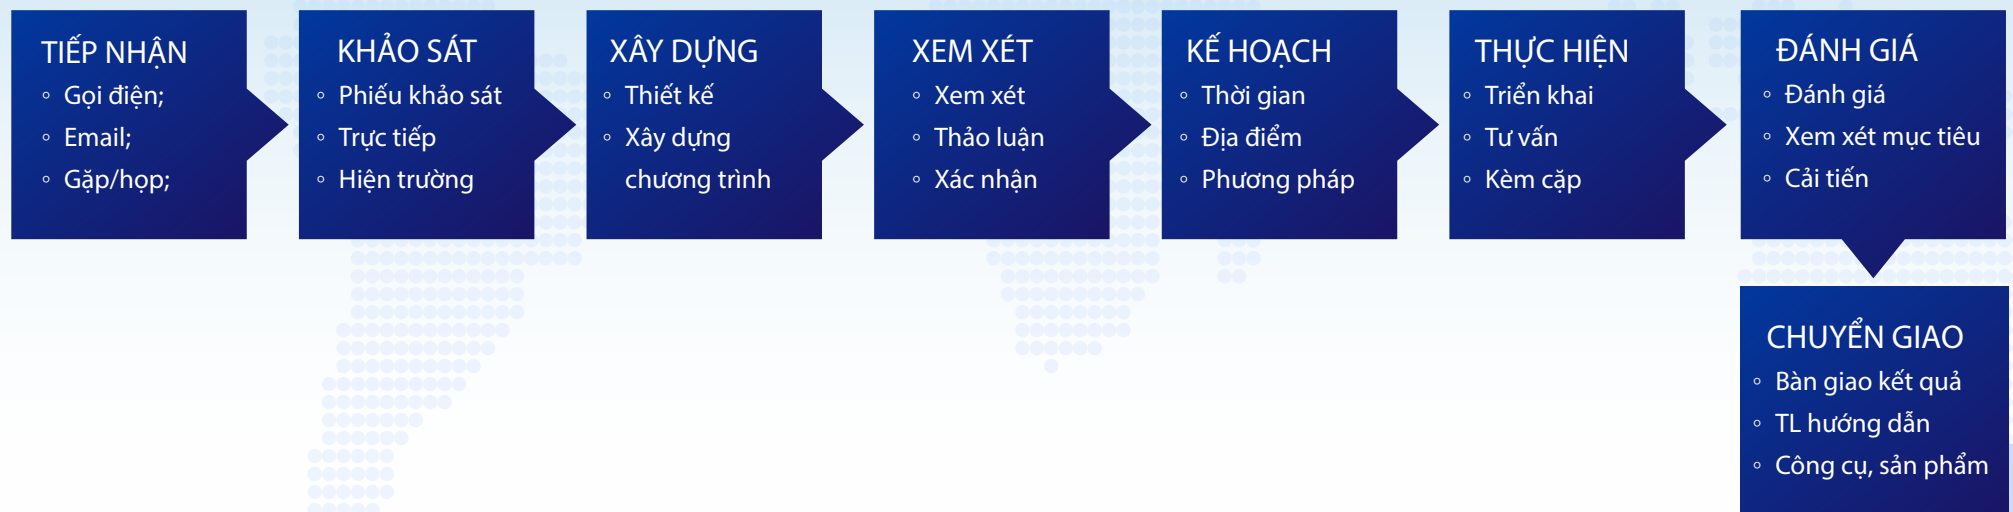 TIẾP NHẬN
◦ Gọi điện;
◦ Email;
◦ Gặp/họp;
KHẢO SÁT
◦ Phiếu khảo sát
◦ Trực tiếp
◦ Hiện trường
XÂY DỰNG
◦ Thiết kế
◦ Xây dựng
chương trình
XEM XÉT
◦ Xem xét
◦ Thảo luận
◦ Xác nhận
KẾ HOẠCH
◦ Thời gian
◦ Địa điểm
◦ Phương pháp
THỰC HIỆN
◦ Triển khai
◦ Tư vấn
◦ Kèm cặp
ĐÁNH GIÁ
◦ Đánh giá
◦ Xem xét mục tiêu
◦ Cải tiến
CHUYỂN GIAO
◦ Bàn giao kết quả
◦ TL hướng dẫn
◦ Công cụ, sản phẩm